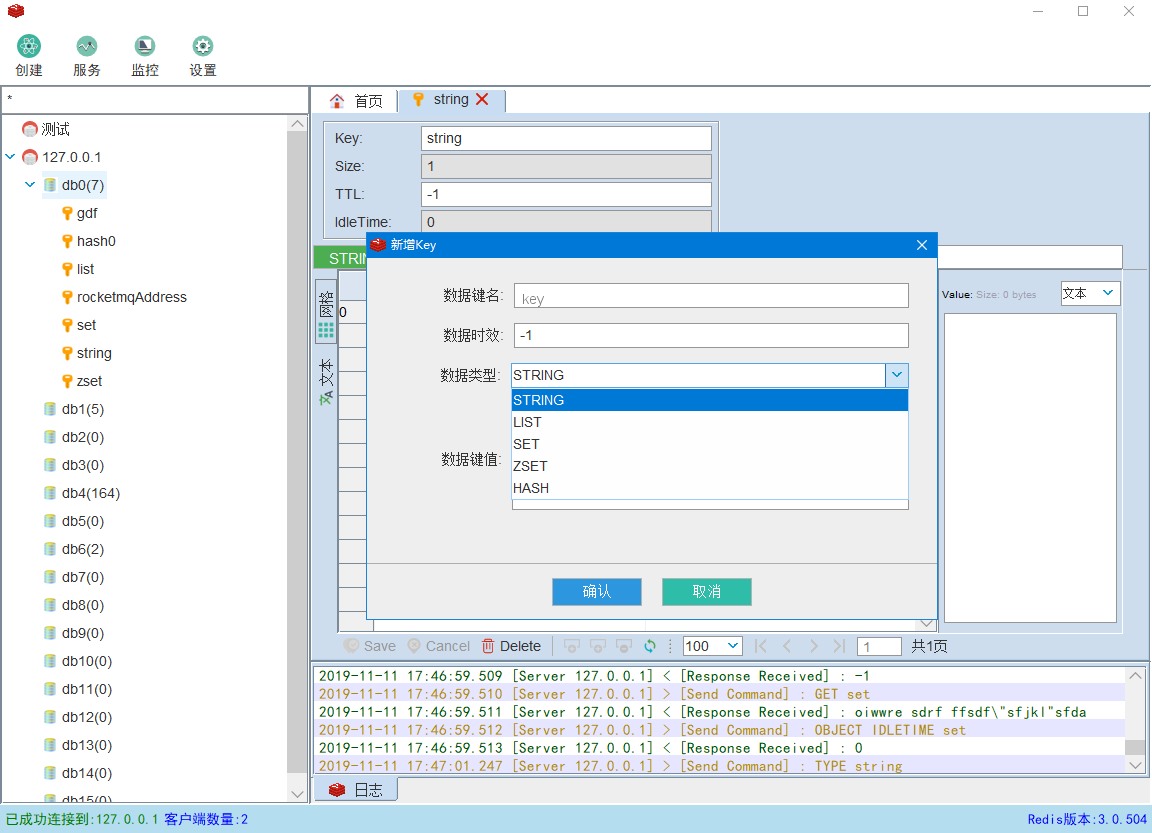 创建 服务 监控 设置
*
测试
127.0.0.1
db0(7)
gdf
hash0
list
rocketmqAddress
set
string
zset
db1(5)
db2(0)
db3(0)
db4(164)
db5(0)
db6(2)
db7(0)
db8(0)
db9(0)
db10(0)
db11(0)
db12(0)
db13(0)
db14(0)
db15(0)
首页 string
Key: string
Size: 1
TTL: -1
IdleTime: 0
新增Key
数据键名: key
数据时效: -1
数据类型: STRING
STRING
LIST
SET
ZSET
HASH
数据键值:
确认 取消
网格
文本
0
Value: Size: 0 bytes 文本
Save Cancel Delete 100 1 共1页
2019-11-11 17:46:59.509 [Server 127.0.0.1] < [Response Received] : -1
2019-11-11 17:46:59.510 [Server 127.0.0.1] > [Send Command] : GET set
2019-11-11 17:46:59.511 [Server 127.0.0.1] < [Response Received] : oiwwre sdrf ffsdf\"sfjkl"sfda
2019-11-11 17:46:59.512 [Server 127.0.0.1] > [Send Command] : OBJECT IDLETIME set
2019-11-11 17:46:59.513 [Server 127.0.0.1] < [Response Received] : 0
2019-11-11 17:47:01.247 [Server 127.0.0.1] > [Send Command] : TYPE string
日志
已成功连接到:127.0.0.1 客户端数量:2
Redis版本:3.0.504